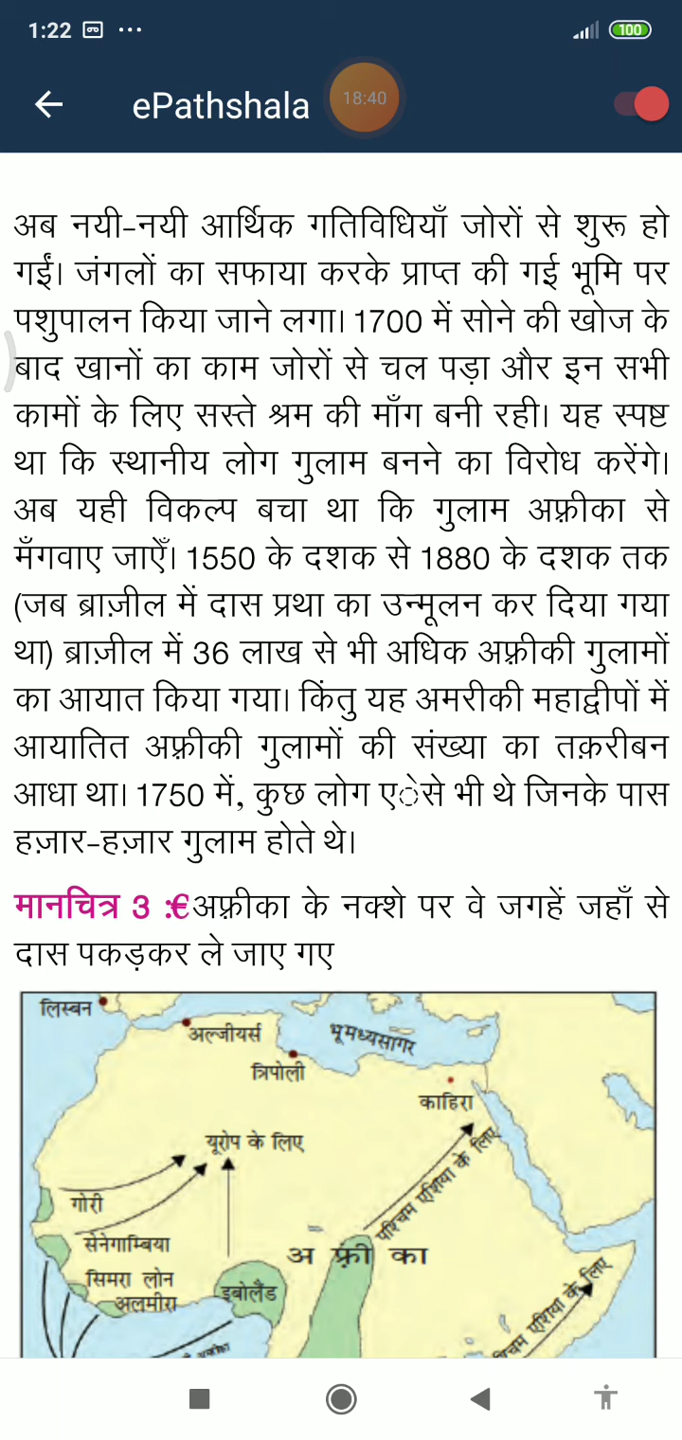 1:22
100
ePathshala
18:40
अब नयी-नयी आर्थिक गतिविधियाँ जोरों से शुरू हो
गईं। जंगलों का सफाया करके प्राप्त की गई भूमि पर
पशुपालन किया जाने लगा। 1700 में सोने की खोज के
बाद खानों का काम जोरों से चल पड़ा और इन सभी
कामों के लिए सस्ते श्रम की माँग बनी रही। यह स्पष्ट
था कि स्थानीय लोग गुलाम बनने का विरोध करेंगे।
अब यही विकल्प बचा था कि गुलाम अफ़्रीका से
मँगवाए जाएँ। 1550 के दशक से 1880 के दशक तक
(जब ब्राज़ील में दास प्रथा का उन्मूलन कर दिया गया
था) ब्राज़ील में 36 लाख से भी अधिक अफ़्रीकी गुलामों
का आयात किया गया। किंतु यह अमरीकी महाद्वीपों में
आयातित अफ़्रीकी गुलामों की संख्या का तक़रीबन
आधा था। 1750 में, कुछ लोग ए◌ेसे भी थे जिनके पास
हज़ार-हज़ार गुलाम होते थे।
मानचित्र 3 :€अफ़्रीका के नक्शे पर वे जगहें जहाँ से
दास पकड़कर ले जाए गए
लिस्बन
अल्जीयर्स
भूमध्यसागर
त्रिपोली
काहिरा
यूरोप के लिए
पश्चिम एशिया के लिए
गोरी
सेनेगाम्बिया
अफ़्रीका
सिमरा लोन
इबोलैंड
अलमीरा
एशिया के लिए